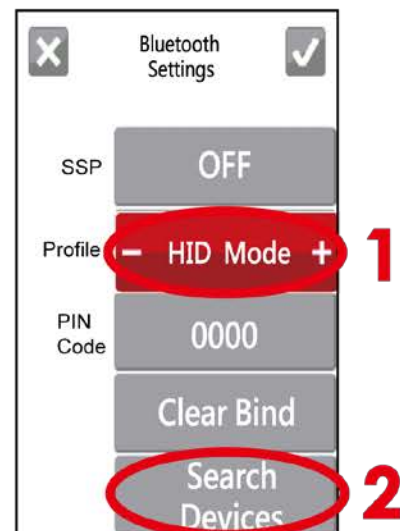 Bluetooth
Settings
SSP OFF
Profile - HID Mode + 1
PIN
Code
0000
Clear Bind
Search
Devices
2